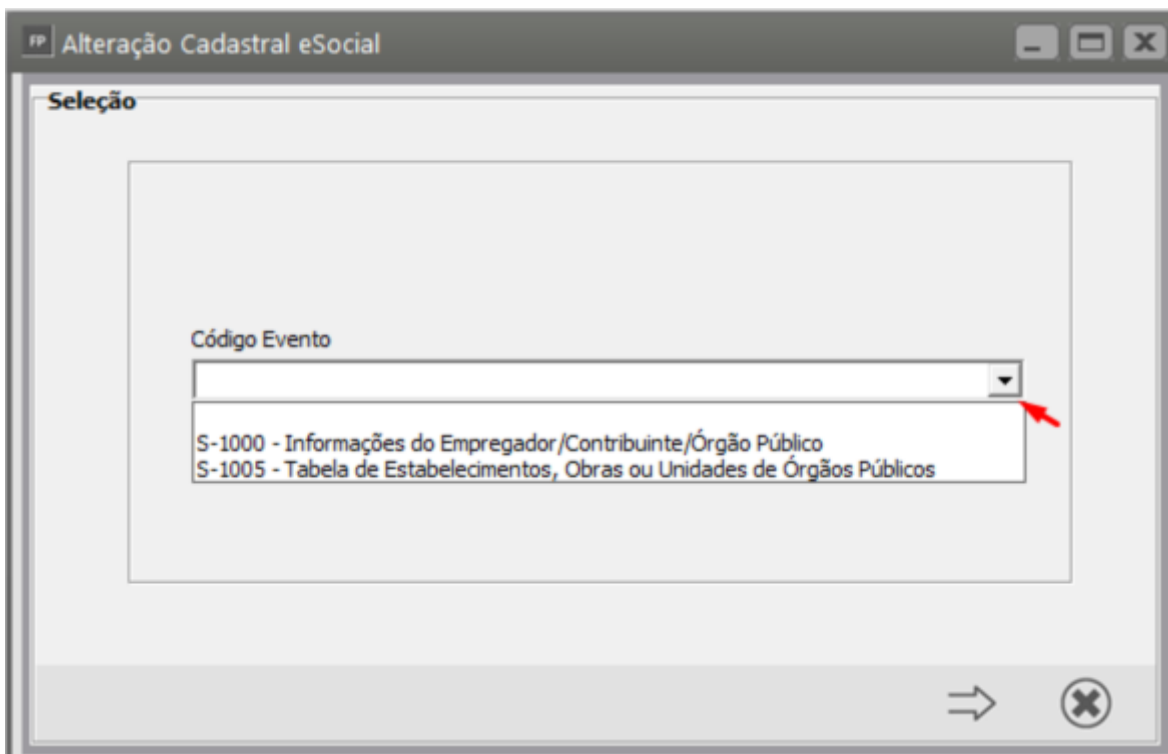 FP Alteração Cadastral eSocial
Seleção
Código Evento
S-1000 - Informações do Empregador/Contribuinte/Órgão Público
S-1005 - Tabela de Estabelecimentos, Obras ou Unidades de Órgãos Públicos